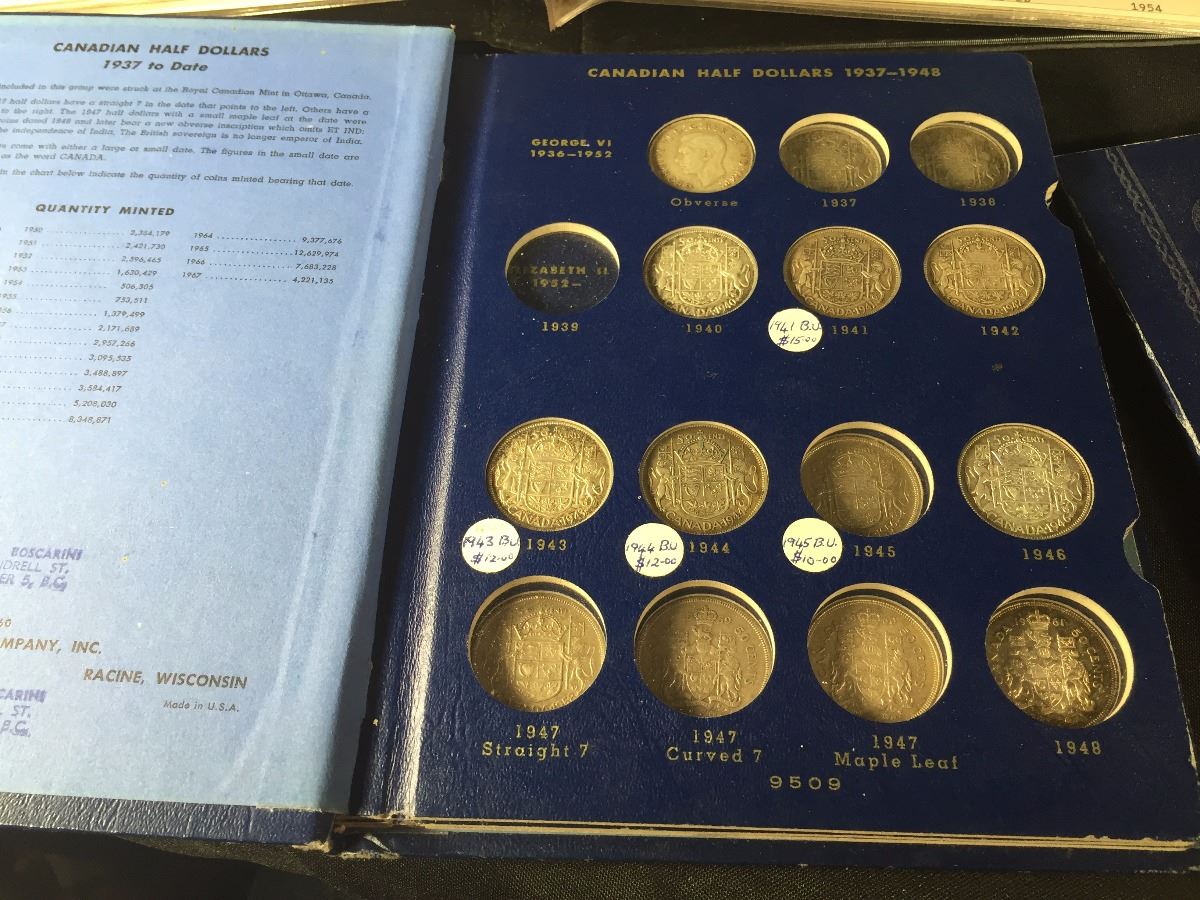 1954
CANADIAN HALF DOLLARS
1937 to Date
included in this group were struck at the Royal Canadian Mint in Ottawa, Canada.
half dollars have a straight 7 in the date that points to the left. Others have a
to the right. The 1947 half dollars with a small maple leaf at the date were
dated 1948 and later bear a new obverse inscription which omits ET IND:
independence of India, The British sovereign is no longer emperor of India.
come with either a large or small date. The figures in the small date are
as the word CANADA.
in the chart below indicate the quantity of coins minted bearing that date.
QUANTITY MINTED
1950 2,384,179
1951 2,421,730
2,596,465
1953 1,630,429
1954 506,305
753,511
1,379,499
2,171,689
2,957,266
3,095,535
3,488,897
3,584,417
5,208,030
8,348,871
1964 9,377,676
1965 12,629,974
1966 7,683,228
1967 4,221,135
BOSCARINI
ST.
5, B.C.
MPANY, INC.
RACINE, WISCONSIN
Made in U.S.A.
CARINI
ST.
B.C.
CANADIAN HALF DOLLARS 1937–1948
GEORGE VI
1936–1952
Obverse
1937
1938
ELIZABETH II
1952–
1939
1940
1941
1942
1941 B.U.
$15.00
1943
1944
1945
1946
1943 B.U
$12.00
1944 B.U
$12.00
1945 B.U.
$10.00
1947
Straight 7
1947
Curved 7
1947
Maple Leaf
1948
9509